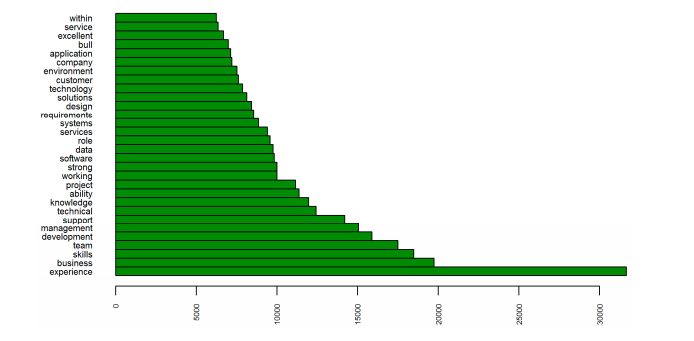 within
service
excellent
bull
application
company
environment
customer
technology
solutions
design
requirements
systems
services
role
data
software
strong
working
project
ability
knowledge
technical
support
management
development
team
skills
business
experience
0
5000
10000
15000
20000
25000
30000